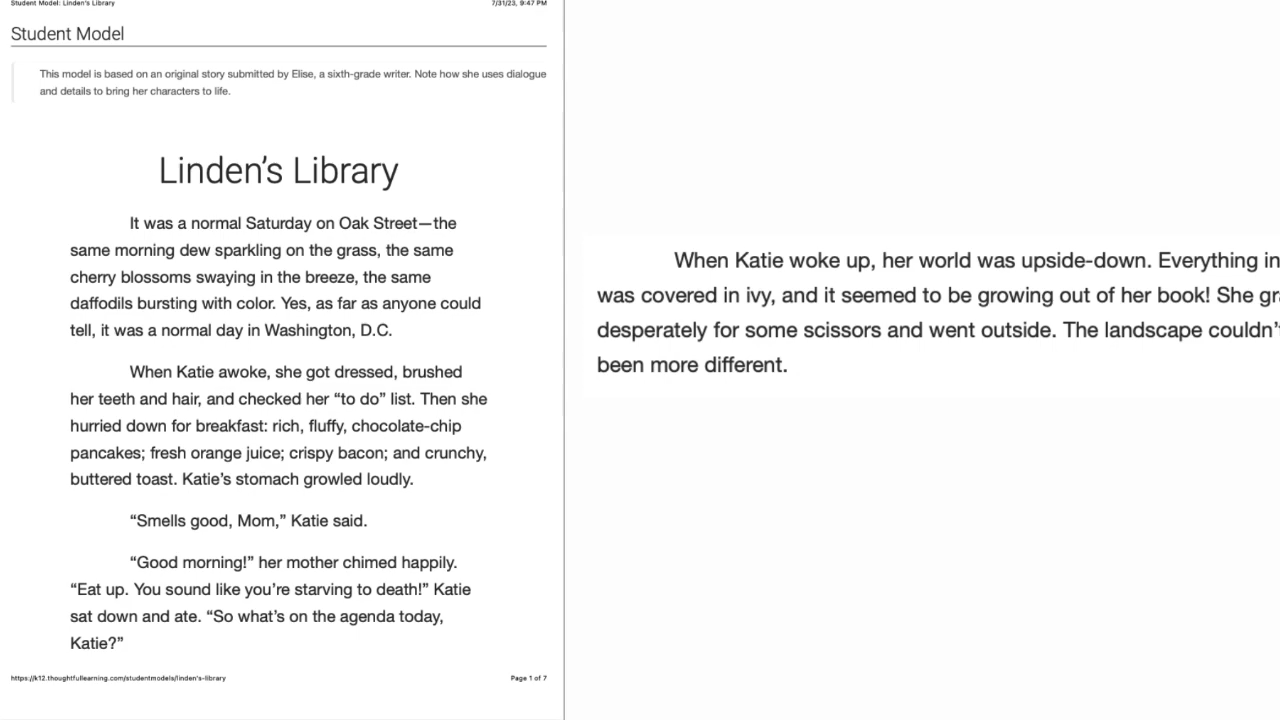 Student Model: Linden's Library
7/31/23, 9:47 PM
Student Model
This model is based on an original story submitted by Elise, a sixth-grade writer. Note how she uses dialogue
and details to bring her characters to life.
Linden’s Library
It was a normal Saturday on Oak Street—the
same morning dew sparkling on the grass, the same
cherry blossoms swaying in the breeze, the same
daffodils bursting with color. Yes, as far as anyone could
tell, it was a normal day in Washington, D.C.
When Katie awoke, she got dressed, brushed
her teeth and hair, and checked her “to do” list. Then she
hurried down for breakfast: rich, fluffy, chocolate-chip
pancakes; fresh orange juice; crispy bacon; and crunchy,
buttered toast. Katie’s stomach growled loudly.
“Smells good, Mom,” Katie said.
“Good morning!” her mother chimed happily.
“Eat up. You sound like you’re starving to death!” Katie
sat down and ate. “So what’s on the agenda today,
Katie?”
https://k12.thoughtfullearning.com/studentmodels/linden's-library
Page 1 of 7
When Katie woke up, her world was upside-down. Everything in
was covered in ivy, and it seemed to be growing out of her book! She
desperately for some scissors and went outside. The landscape
been more different.